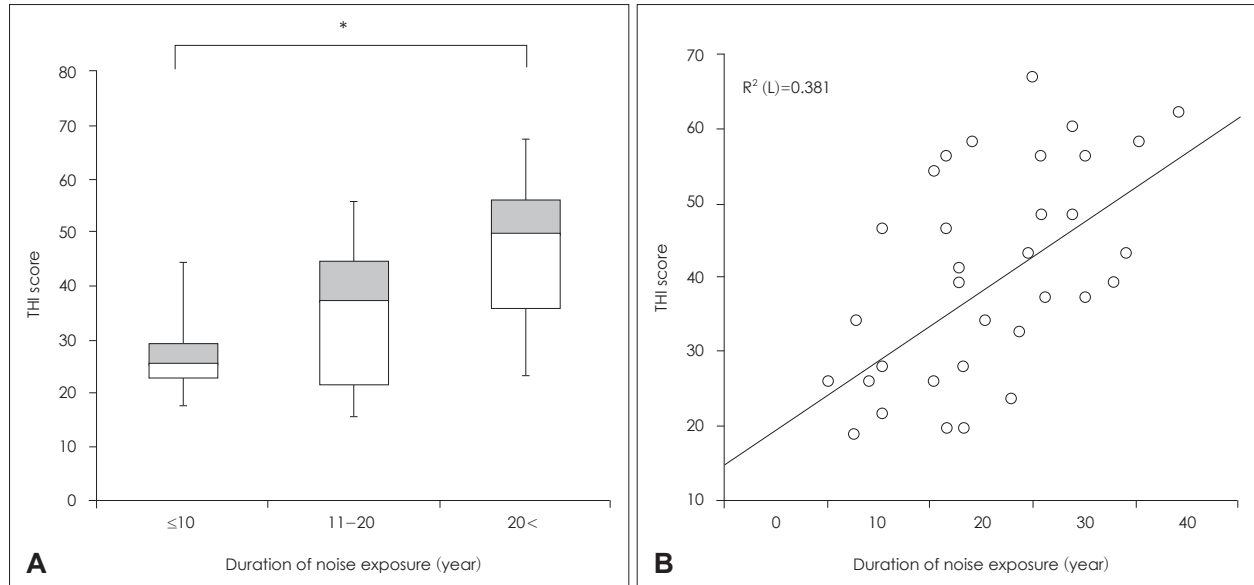 *
80
70
60
50
40
30
20
10
0
THI score
≤10 11–20 20<
Duration of noise exposure (year)
A
70
60
50
40
30
20
10
THI score
R² (L)=0.381
0 10 20 30 40
Duration of noise exposure (year)
B